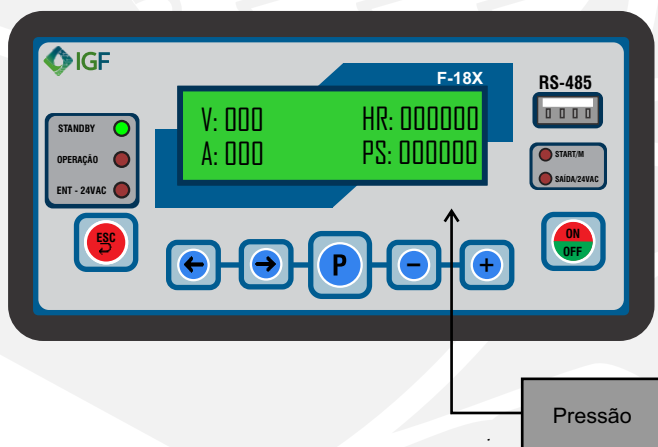 IGF
F-18X
RS-485
V: 000
HR: 000000
A: 000
PS: 000000
STANDBY
OPERAÇÃO
ENT - 24VAC
START/M
SAÍDA/24VAC
ESC
P
ON
OFF
Pressão